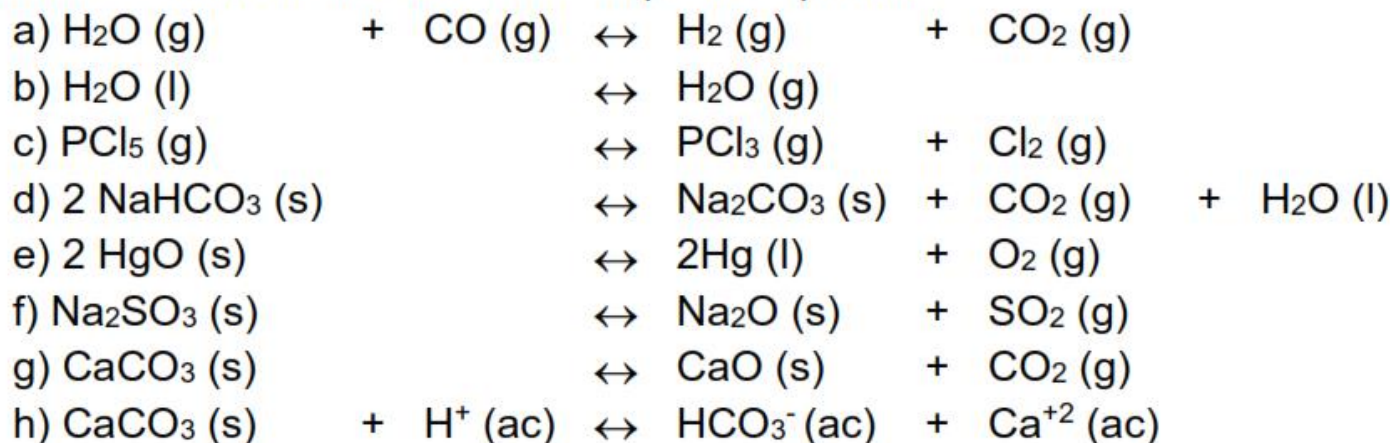 a) H₂O (g) + CO (g) ↔ H₂ (g) + CO₂ (g)
b) H₂O (l) ↔ H₂O (g)
c) PCl₅ (g) ↔ PCl₃ (g) + Cl₂ (g)
d) 2 NaHCO₃ (s) ↔ Na₂CO₃ (s) + CO₂ (g) + H₂O (l)
e) 2 HgO (s) ↔ 2Hg (l) + O₂ (g)
f) Na₂SO₃ (s) ↔ Na₂O (s) + SO₂ (g)
g) CaCO₃ (s) ↔ CaO (s) + CO₂ (g)
h) CaCO₃ (s) + H⁺ (ac) ↔ HCO₃⁻ (ac) + Ca⁺² (ac)